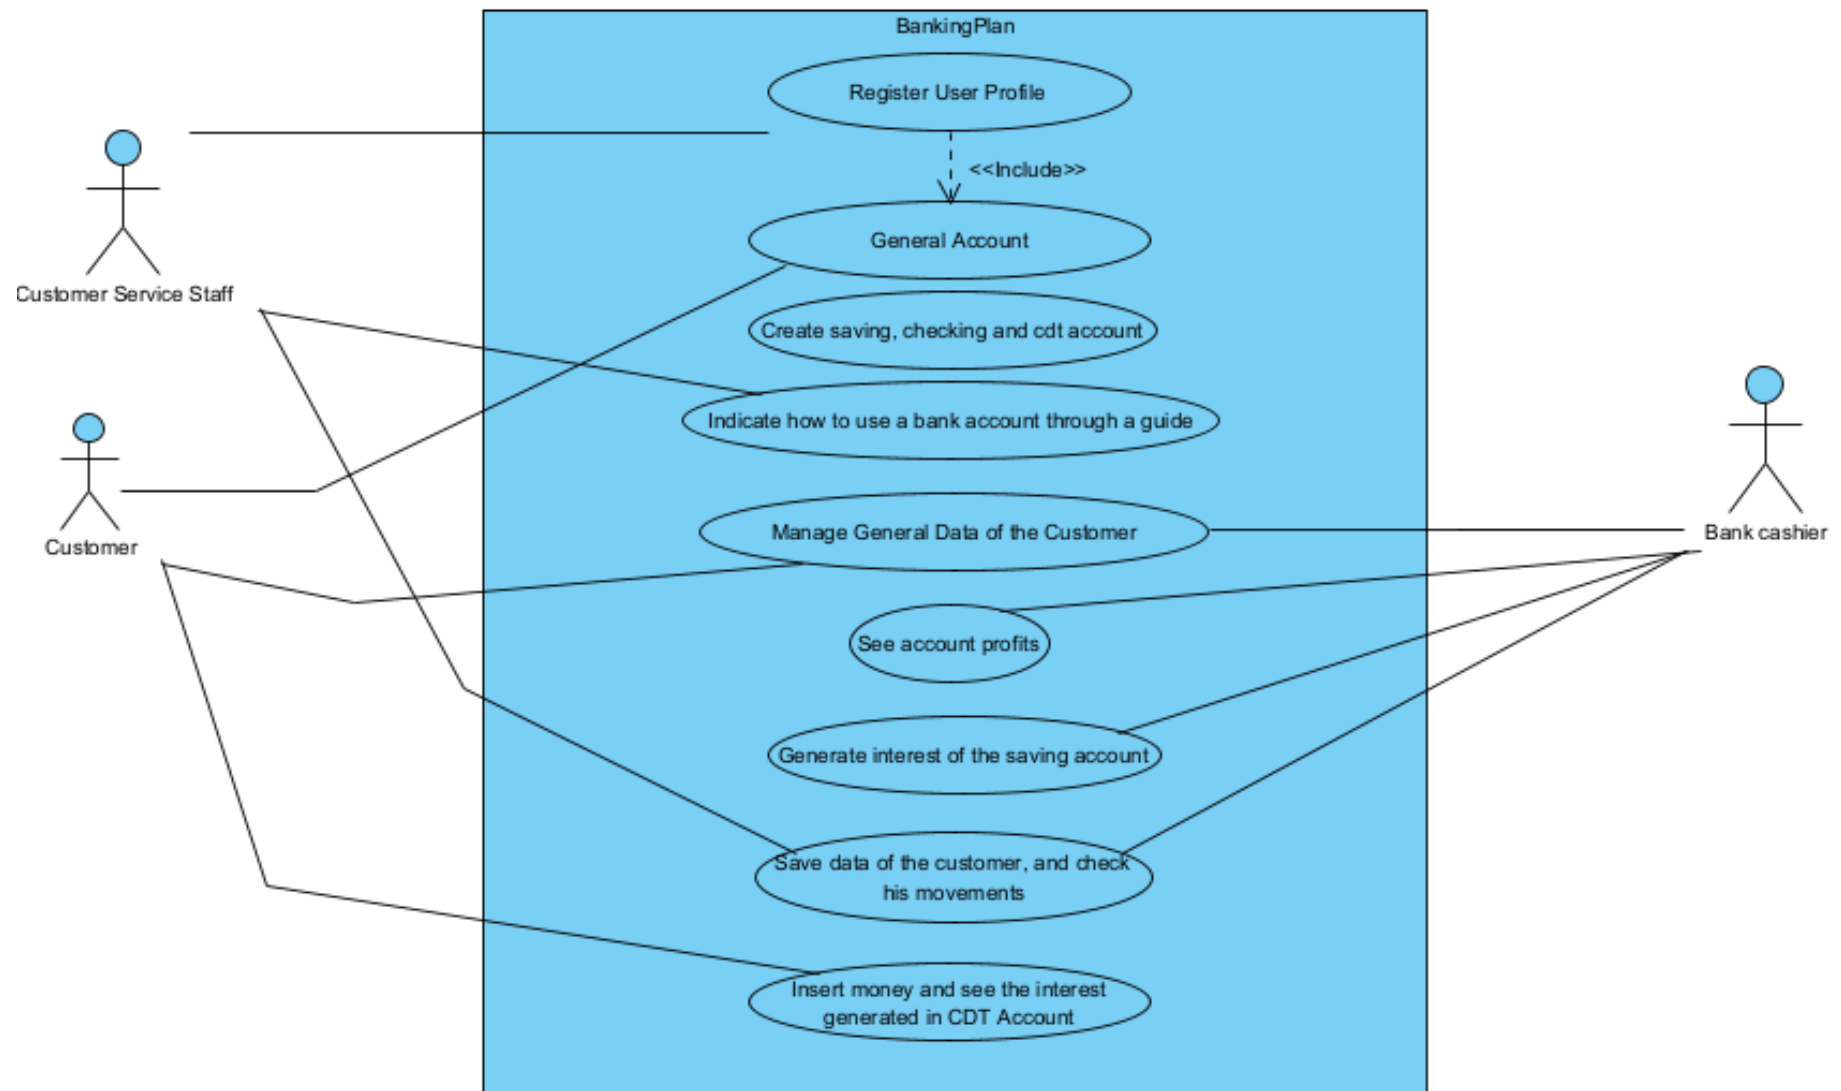 BankingPlan
Register User Profile
<<Include>>
General Account
Customer Service Staff
Create saving, checking and cdt account
Indicate how to use a bank account through a guide
Customer
Manage General Data of the Customer
Bank cashier
See account profits
Generate interest of the saving account
Save data of the customer, and check
his movements
Insert money and see the interest
generated in CDT Account